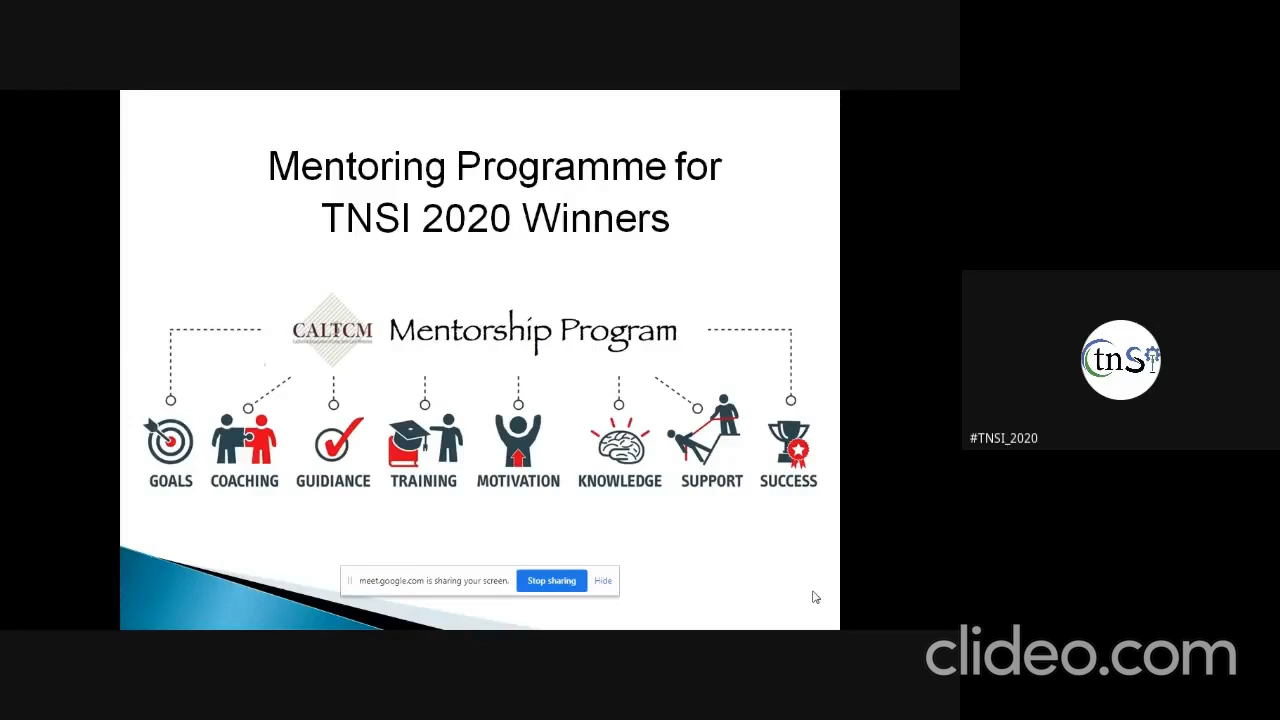 Mentoring Programme for
TNSI 2020 Winners
CALTCM Mentorship Program
GOALS COACHING GUIDIANCE TRAINING MOTIVATION KNOWLEDGE SUPPORT SUCCESS
meet.google.com is sharing your screen. Stop sharing Hide
tnSi
#TNSI_2020
clideo.com